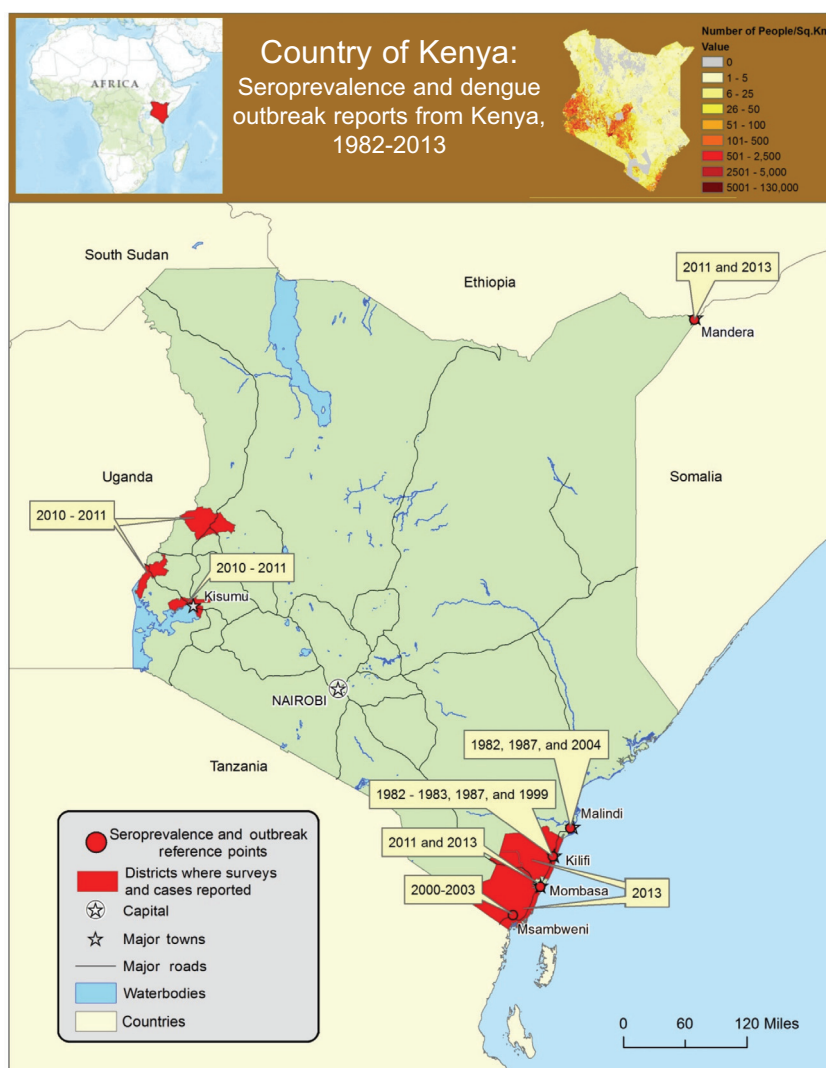 AFRICA
Country of Kenya:
Seroprevalence and dengue
outbreak reports from Kenya,
1982-2013
Number of People/Sq.Km
Value
0
1 - 5
6 - 25
26 - 50
51 - 100
101- 500
501 - 2,500
2501 - 5,000
5001 - 130,000
South Sudan
Ethiopia
2011 and 2013
Mandera
Uganda
Somalia
2010 - 2011
2010 - 2011
Kisumu
NAIROBI
Tanzania
1982, 1987, and 2004
1982 - 1983, 1987, and 1999
Malindi
2011 and 2013
Kilifi
2000-2003
Mombasa
2013
Msambweni
Seroprevalence and outbreak
reference points
Districts where surveys
and cases reported
Capital
Major towns
Major roads
Waterbodies
Countries
0 60 120 Miles